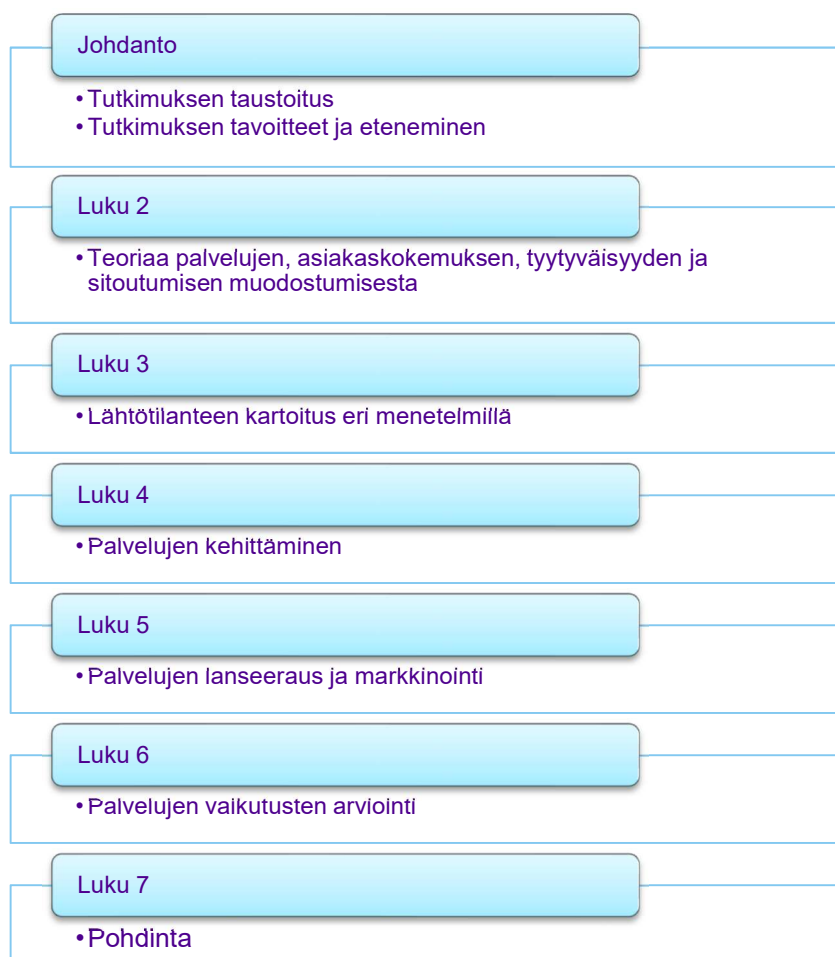 Johdanto
• Tutkimuksen taustoitus
• Tutkimuksen tavoitteet ja eteneminen
Luku 2
• Teoriaa palvelujen, asiakaskokemuksen, tyytyväisyyden ja
sitoutumisen muodostumisesta
Luku 3
• Lähtötilanteen kartoitus eri menetelmillä
Luku 4
• Palvelujen kehittäminen
Luku 5
• Palvelujen lanseeraus ja markkinointi
Luku 6
• Palvelujen vaikutusten arviointi
Luku 7
• Pohdinta